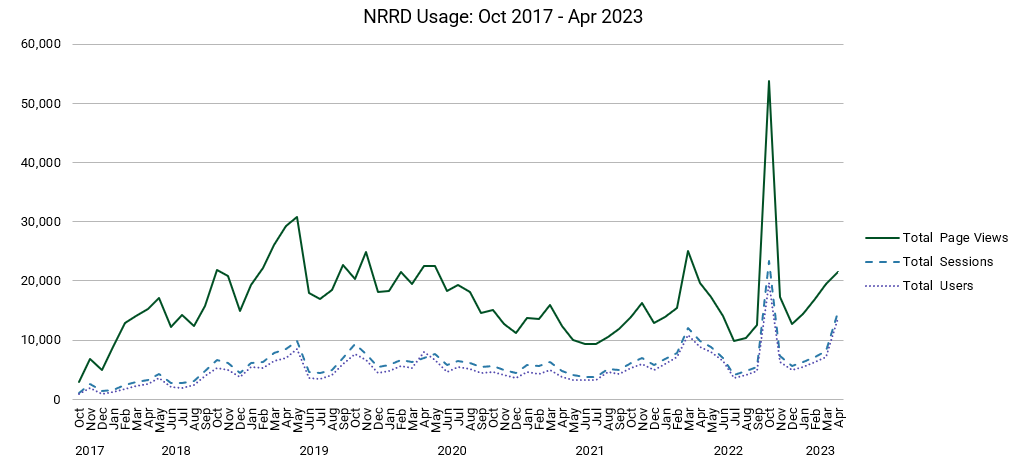 NRRD Usage: Oct 2017 - Apr 2023
60,000
50,000
40,000
30,000
20,000
10,000
0
Total Page Views
Total Sessions
Total Users
Oct Nov Dec Jan Feb Mar Apr May Jun Jul Aug Sep Oct Nov Dec Jan Feb Mar Apr May Jun Jul Aug Sep Oct Nov Dec Jan Feb Mar Apr May Jun Jul Aug Sep Oct Nov Dec Jan Feb Mar Apr May Jun Jul Aug Sep Oct Nov Dec Jan Feb Mar Apr May Jun Jul Aug Sep Oct Nov Dec Jan Feb Mar Apr
2017 2018 2019 2020 2021 2022 2023